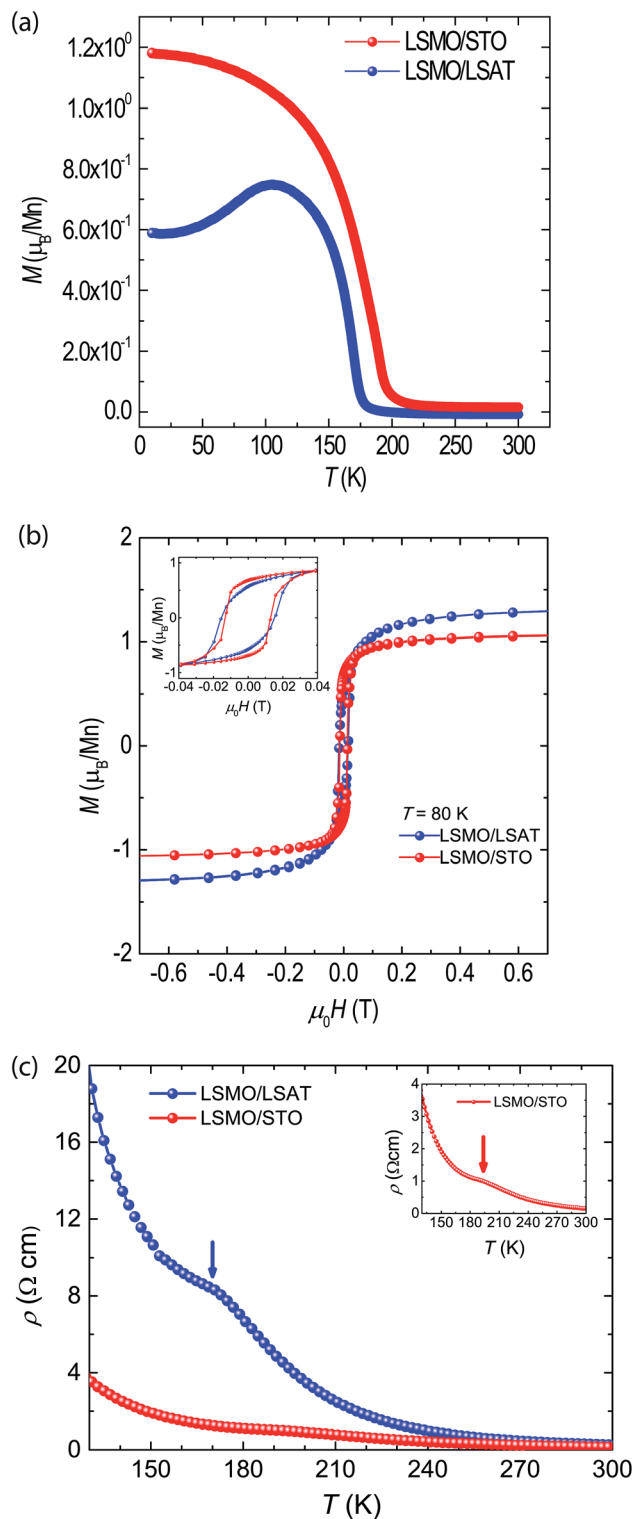 (a)
LSMO/STO
LSMO/LSAT
1.2x10⁰
1.0x10⁰
8.0x10⁻¹
6.0x10⁻¹
4.0x10⁻¹
2.0x10⁻¹
0.0
M (μB/Mn)
0 50 100 150 200 250 300
T (K)
(b)
2
1
0
-1
-2
M (μB/Mn)
1
0
-1
M (μB/Mn)
-0.04 -0.02 0.00 0.02 0.04
μ₀H (T)
T = 80 K
LSMO/LSAT
LSMO/STO
-0.6 -0.4 -0.2 0.0 0.2 0.4 0.6
μ₀H (T)
(c)
20
16
12
8
4
0
ρ (Ω cm)
LSMO/LSAT
LSMO/STO
4
3
2
1
0
ρ (Ωcm)
LSMO/STO
150 180 210 240 270 300
T (K)
150 180 210 240 270 300
T (K)